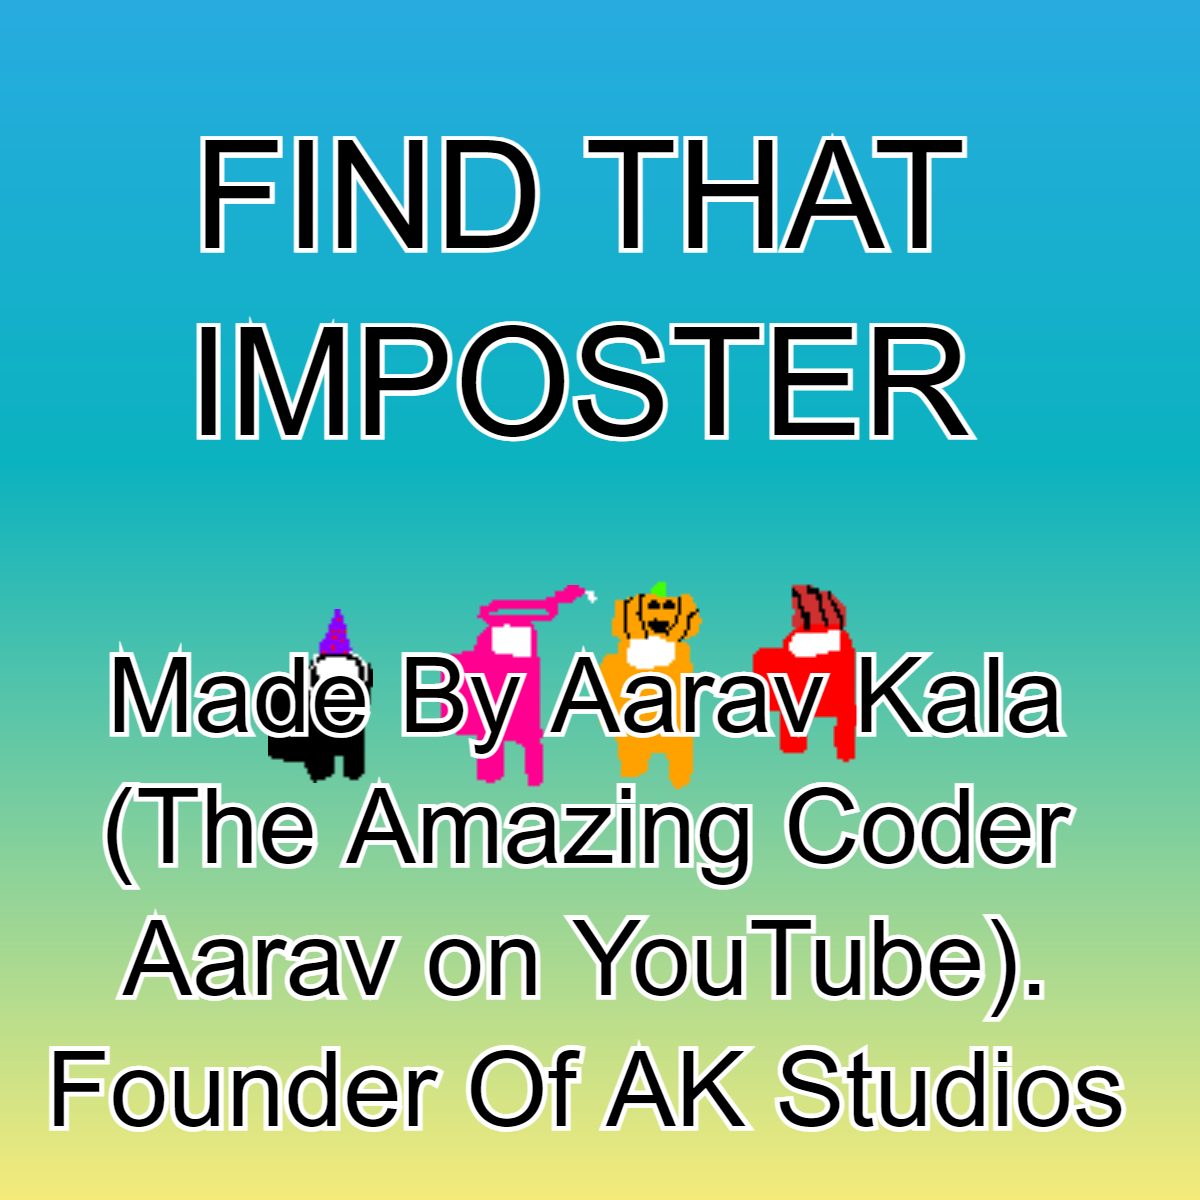 FIND THAT
IMPOSTER
Made By Aarav Kala
(The Amazing Coder
Aarav on YouTube).
Founder Of AK Studios